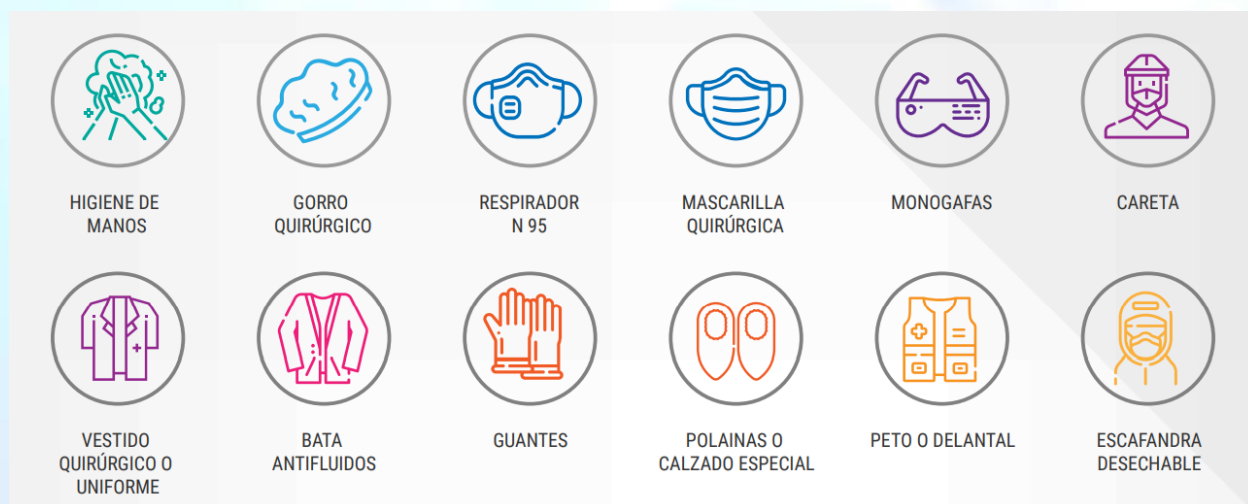 HIGIENE DE
MANOS
GORRO
QUIRÚRGICO
RESPIRADOR
N 95
MASCARILLA
QUIRÚRGICA
MONOGAFAS
CARETA
VESTIDO
QUIRÚRGICO O
UNIFORME
BATA
ANTIFLUIDOS
GUANTES
POLAINAS O
CALZADO ESPECIAL
PETO O DELANTAL
ESCAFANDRA
DESECHABLE